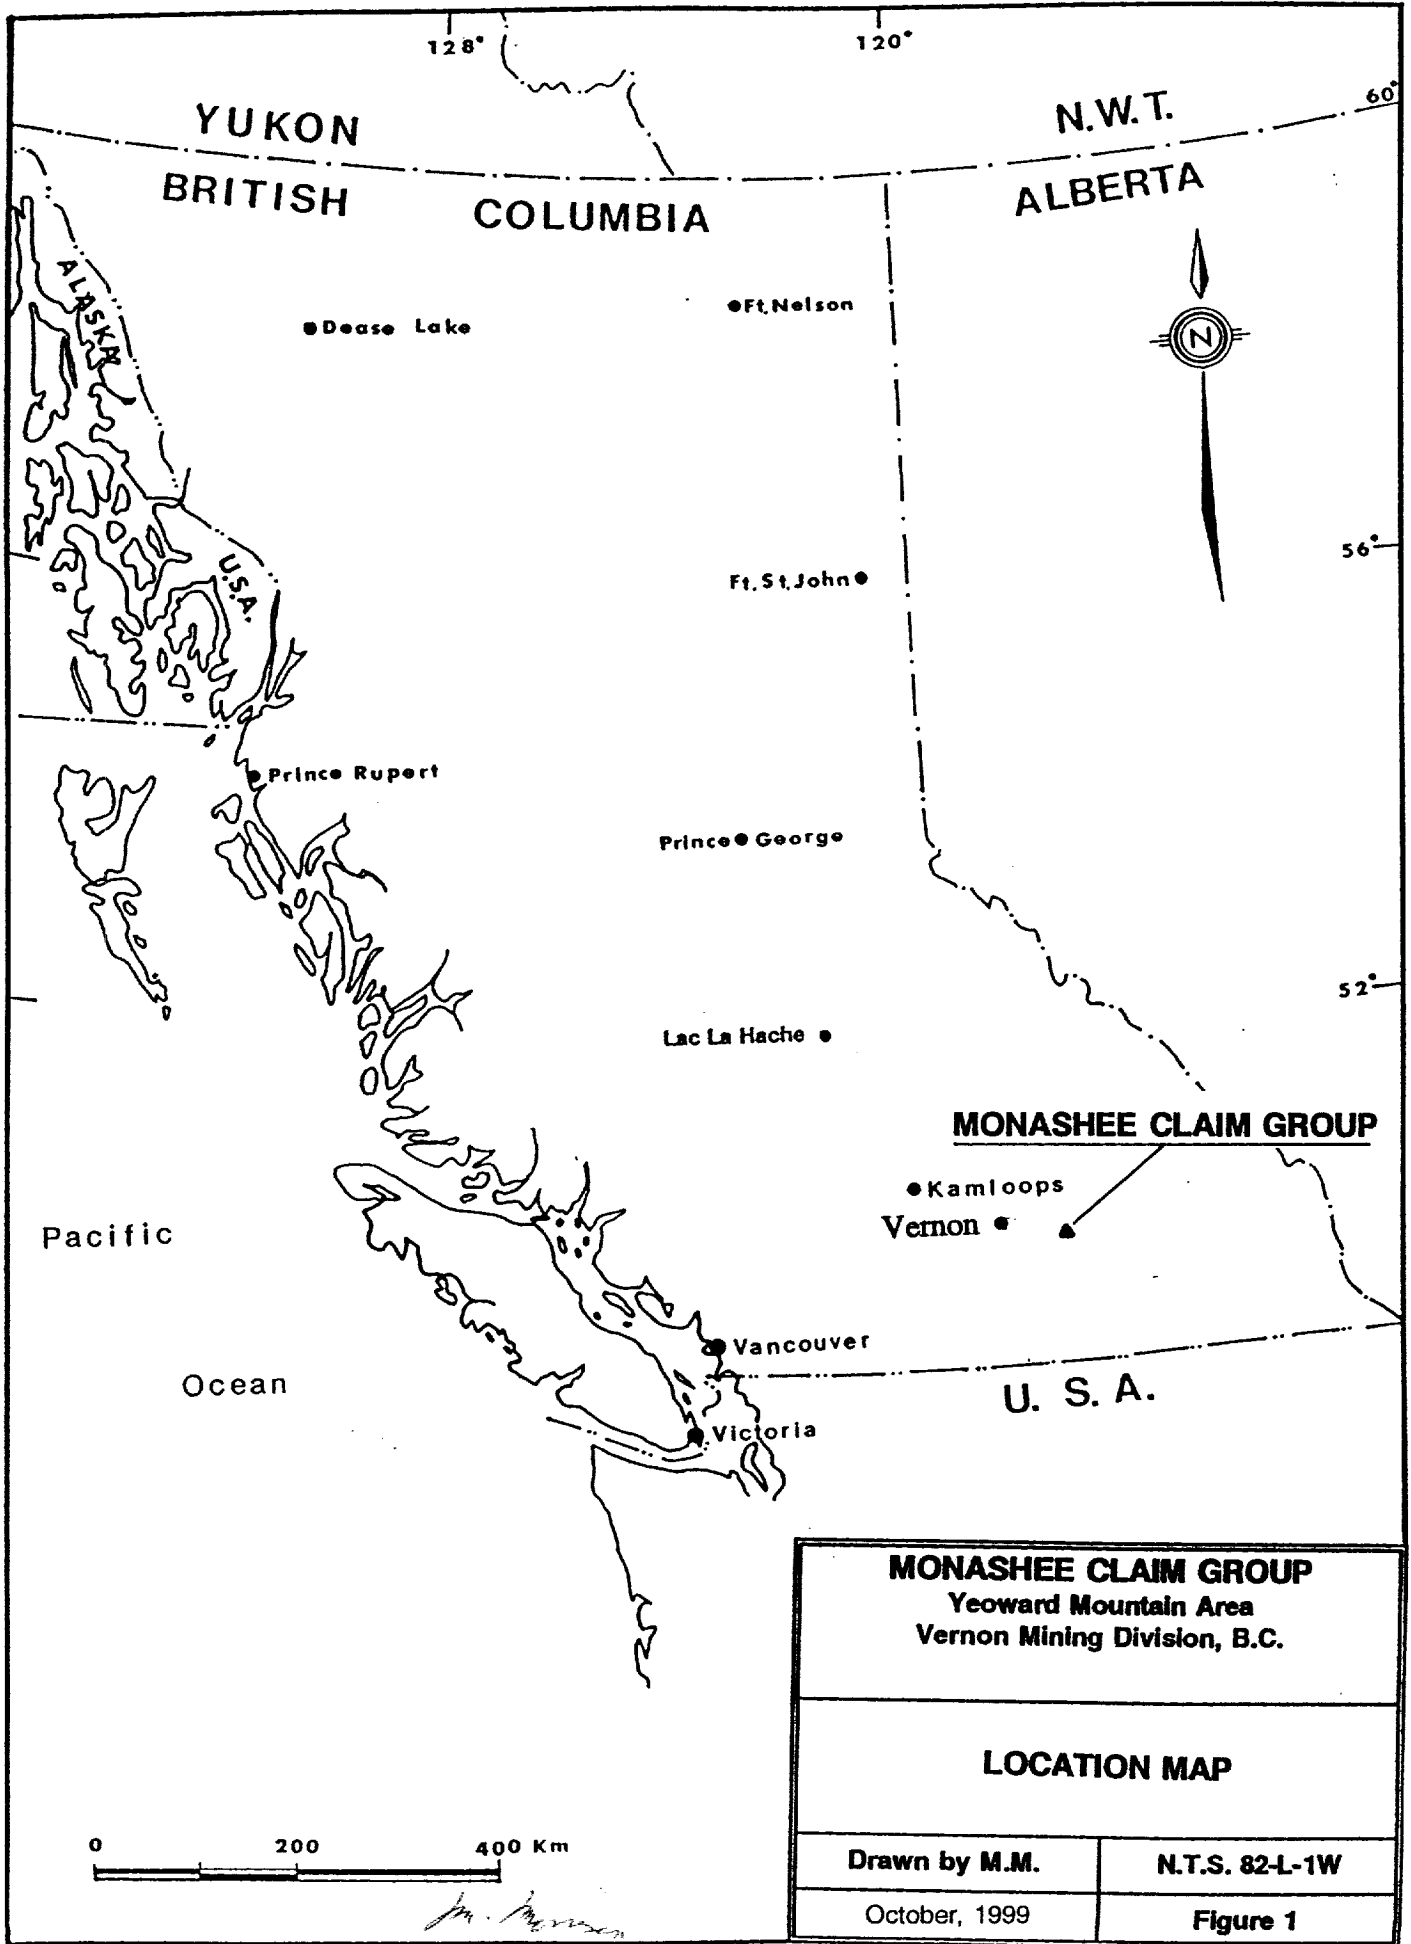 128°
120°
60°
YUKON
N.W.T.
BRITISH COLUMBIA
ALBERTA
ALASKA
Dease Lake
Ft. Nelson
N
U.S.A.
56°
Ft. St. John
Prince Rupert
Prince George
52°
Lac La Hache
MONASHEE CLAIM GROUP
Kamloops
Vernon
Pacific
Ocean
Vancouver
U. S. A.
Victoria
MONASHEE CLAIM GROUP
Yeoward Mountain Area
Vernon Mining Division, B.C.
LOCATION MAP
0 200 400 Km
Drawn by M.M.
N.T.S. 82-L-1W
October, 1999
Figure 1